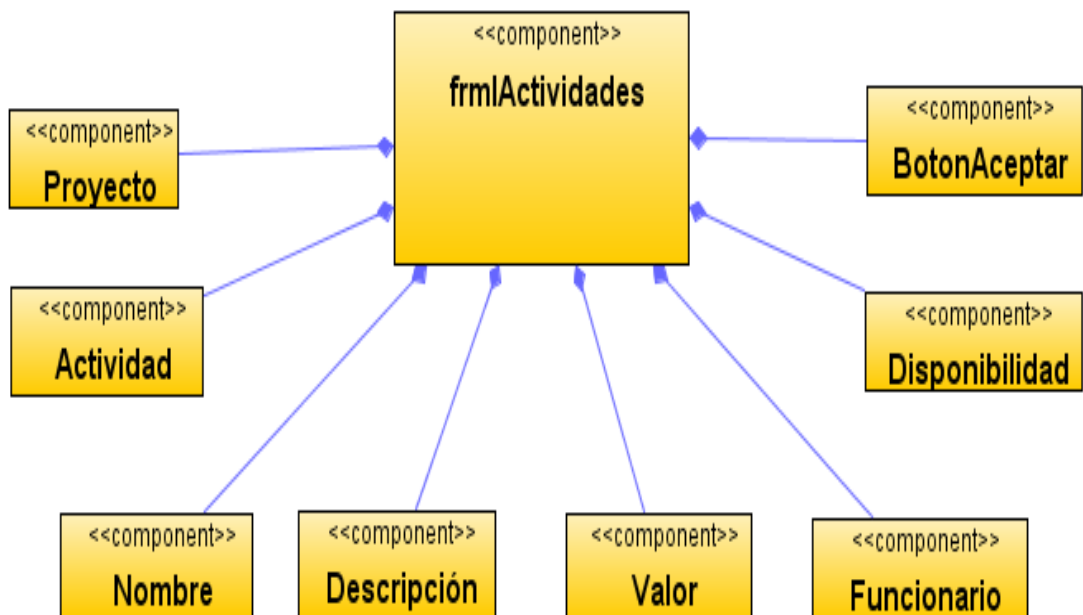 <<component>>
frmlActividades
<<component>>
Proyecto
<<component>>
BotonAceptar
<<component>>
Actividad
<<component>>
Disponibilidad
<<component>>
Nombre
<<component>>
Descripción
<<component>>
Valor
<<component>>
Funcionario